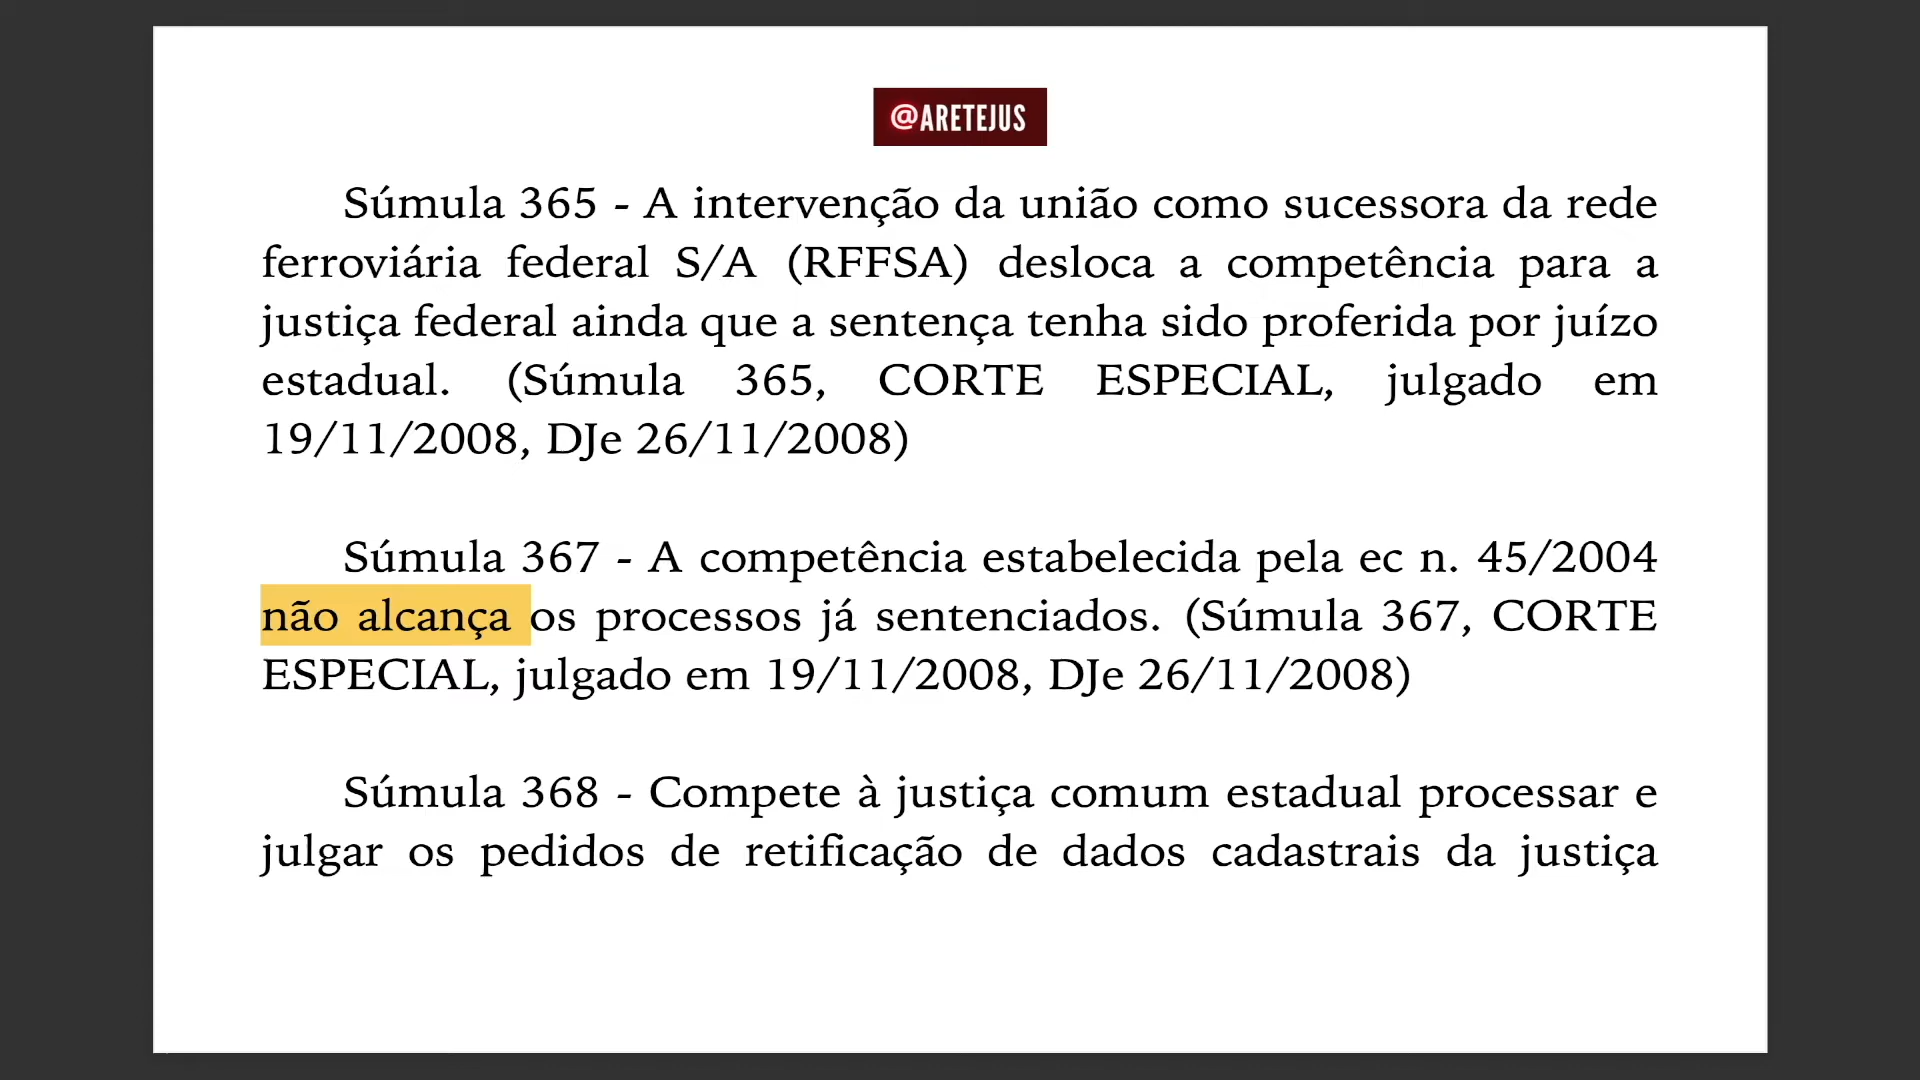 @ARETEJUS
Súmula 365 - A intervenção da união como sucessora da rede
ferroviária federal S/A (RFFSA) desloca a competência para a
justiça federal ainda que a sentença tenha sido proferida por juízo
estadual. (Súmula 365, CORTE ESPECIAL, julgado em
19/11/2008, DJe 26/11/2008)
Súmula 367 - A competência estabelecida pela ec n. 45/2004
não alcança os processos já sentenciados. (Súmula 367, CORTE
ESPECIAL, julgado em 19/11/2008, DJe 26/11/2008)
Súmula 368 - Compete à justiça comum estadual processar e
julgar os pedidos de retificação de dados cadastrais da justiça